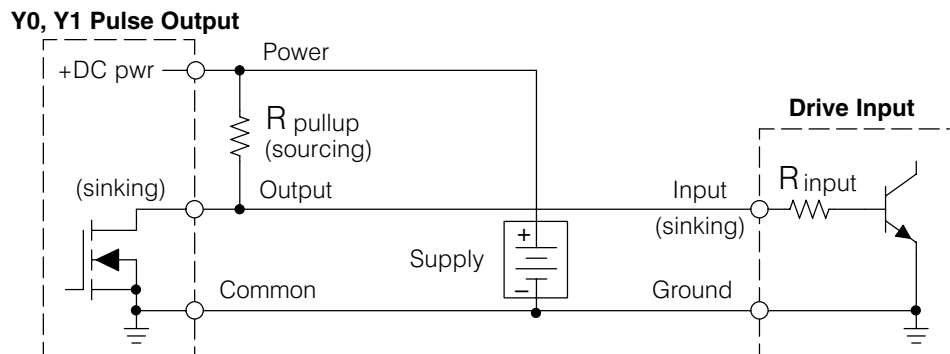 Y0, Y1 Pulse Output
+DC pwr
Power
Drive Input
R pullup
(sourcing)
R input
(sinking)
Output
Input
(sinking)
+
Supply
–
Common
Ground